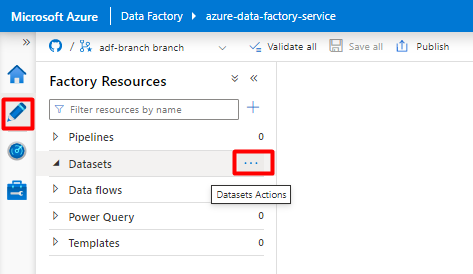 Microsoft Azure Data Factory > azure-data-factory-service
/ adf-branch branch Validate all Save all Publish
Factory Resources
Filter resources by name
Pipelines 0
Datasets ...
Data flows 0
Datasets Actions
Power Query 0
Templates 0